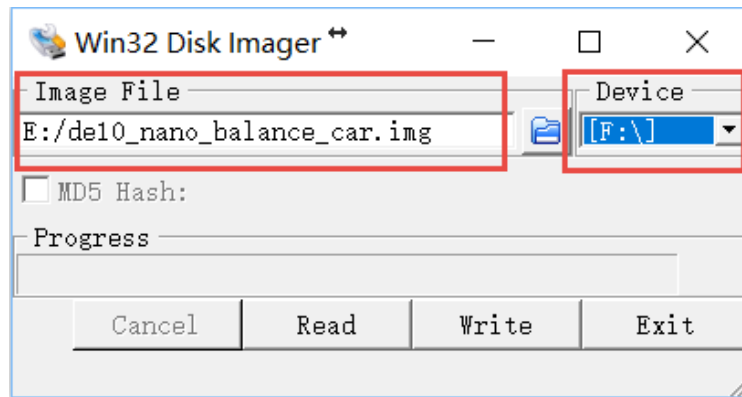 Win32 Disk Imager
Image File
Device
E:/de10_nano_balance_car.img
[F:\]
MD5 Hash:
Progress
Cancel Read Write Exit